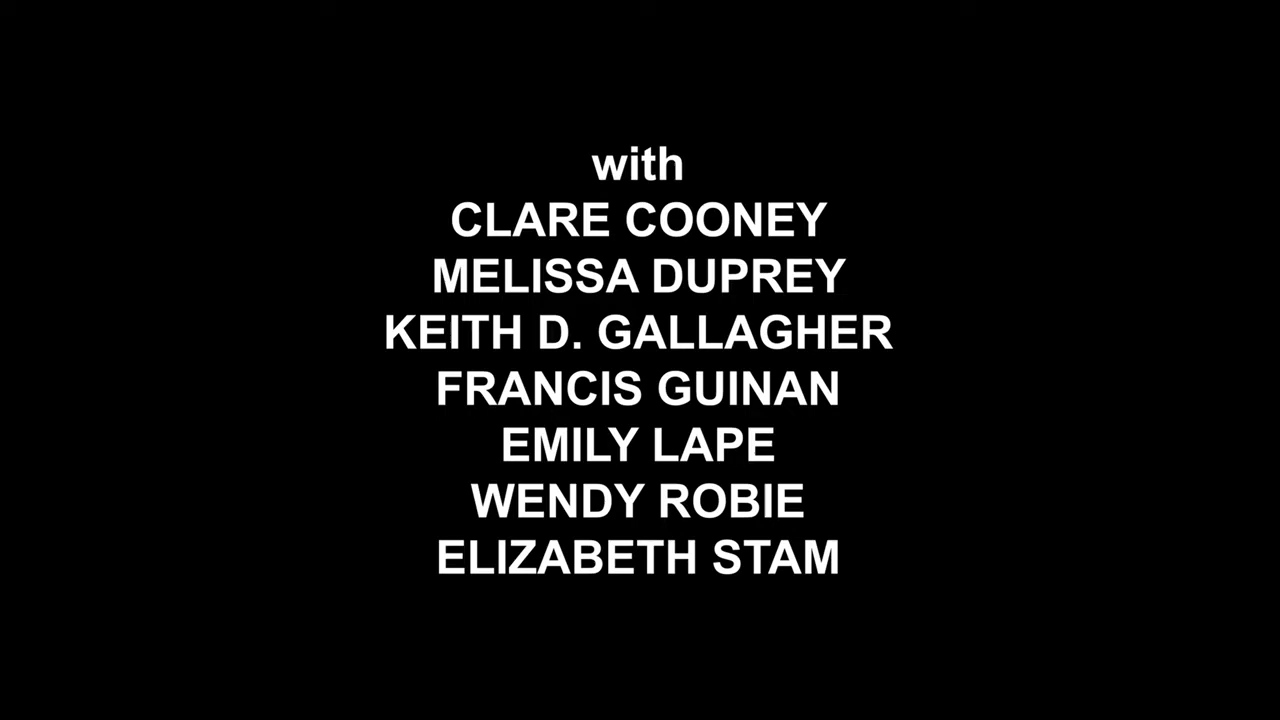 with
CLARE COONEY
MELISSA DUPREY
KEITH D. GALLAGHER
FRANCIS GUINAN
EMILY LAPE
WENDY ROBIE
ELIZABETH STAM